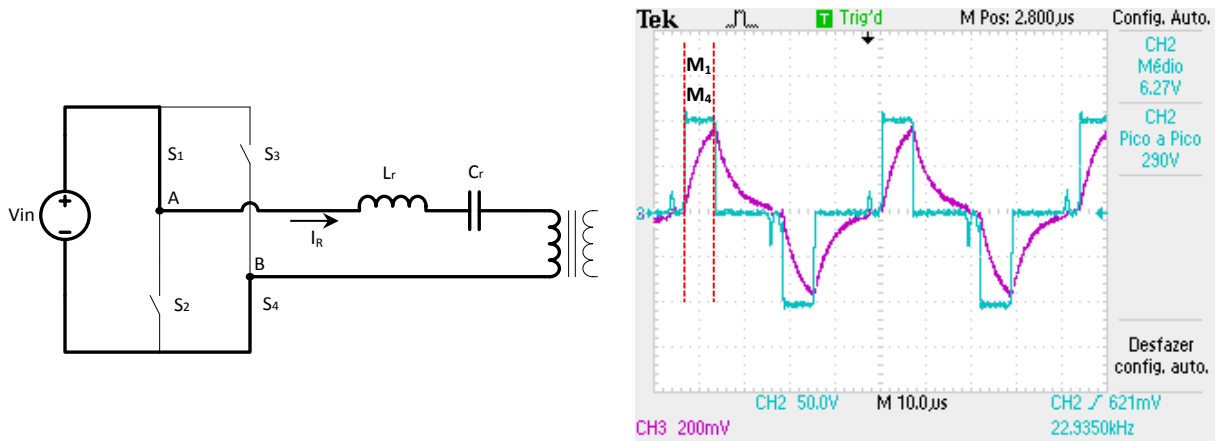 S1
S3
Lr
Cr
Vin
A
IR
B
S2
S4
Tek
T Trig'd
M Pos: 2.800µs
Config. Auto.
CH2
Médio
6.27V
CH2
Pico a Pico
290V
M1
M4
Desfazer
config. auto.
CH2 50.0V
M 10.0µs
CH2 621mV
CH3 200mV
22.9350kHz